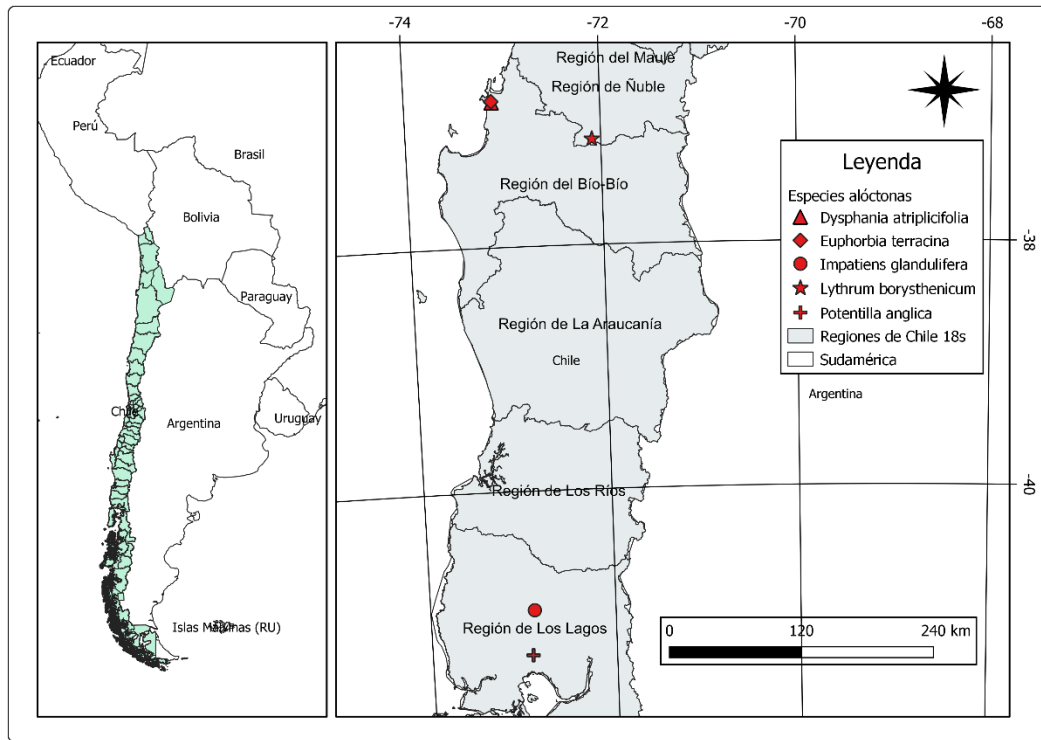 -74
-72
-70
-68
Ecuador
Perú
Brasil
Bolivia
Paraguay
Chile
Argentina
Uruguay
Islas Malvinas (RU)
Región del Maule
Región de Ñuble
Región del Bío-Bío
Región de La Araucanía
Chile
Argentina
Región de Los Ríos
Región de Los Lagos
-38
-40
Leyenda
Especies alóctonas
Dysphania atriplicifolia
Euphorbia terracina
Impatiens glandulifera
Lythrum borysthenicum
Potentilla anglica
Regiones de Chile 18s
Sudamérica
0 120 240 km